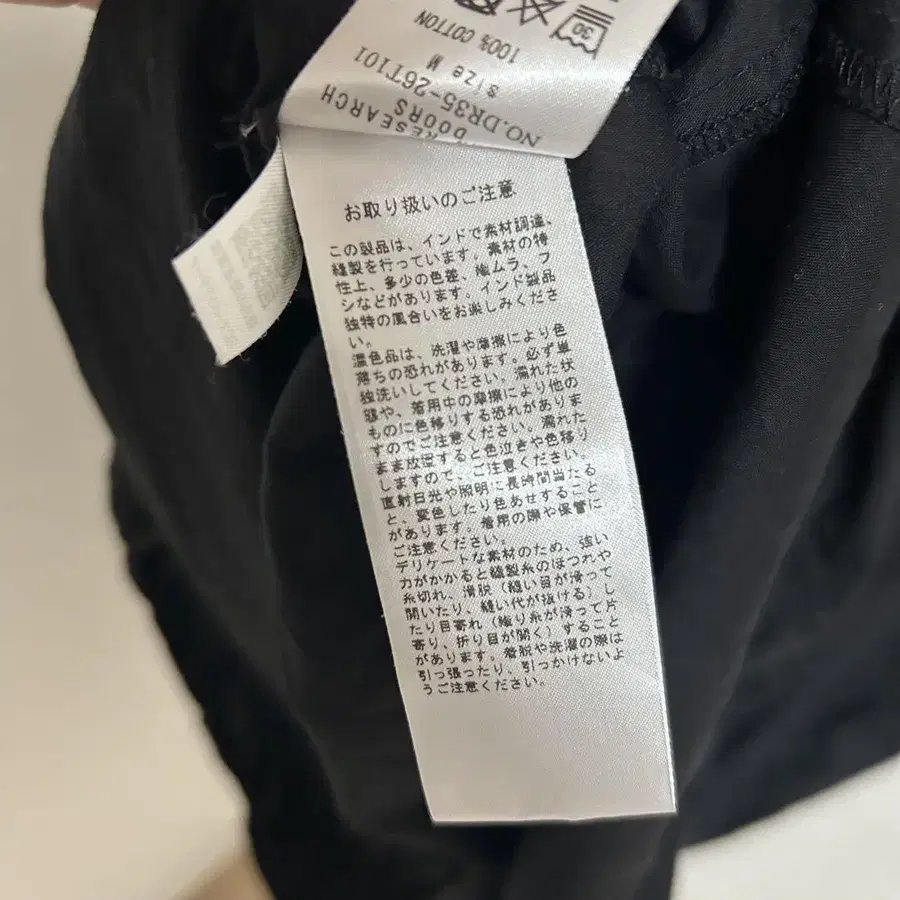 30
100% COTTON
size M
NO.DR35-26T101
DOORS
RESEARCH
お取り扱いのご注意
この製品は、インドで素材調達、
縫製を行っています。素材の特
性上、多少の色差、織ムラ、フ
シなどがあります。インド製品
独特の風合いをお楽しみくださ
い。
濃色品は、洗濯や摩擦により色
落ちの恐れがあります。必ず単
独洗いしてください。濡れた状
態や、着用中の摩擦により他の
ものに色移りする恐れがありま
すのでご注意ください。濡れた
まま放置すると色泣きや色移り
しますので、ご注意ください。
直射日光や照明に長時間当たる
と、変色したり色あせすること
があります。着用の際や保管に
ご注意ください。
デリケートな素材のため、強い
力がかかると縫製糸のほつれや
糸切れ、滑脱（縫い目が滑って
開いたり、縫い代が抜ける）し
たり目寄れ（織り糸が滑って片
寄り、折り目が開く）すること
があります。着脱や洗濯の際は
引っ張ったり、引っかけないよ
うご注意ください。